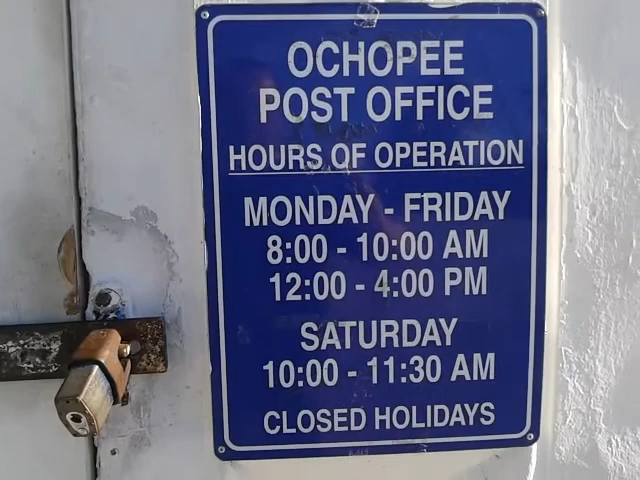 OCHOPEE
POST OFFICE
HOURS OF OPERATION
MONDAY - FRIDAY
8:00 - 10:00 AM
12:00 - 4:00 PM
SATURDAY
10:00 - 11:30 AM
CLOSED HOLIDAYS